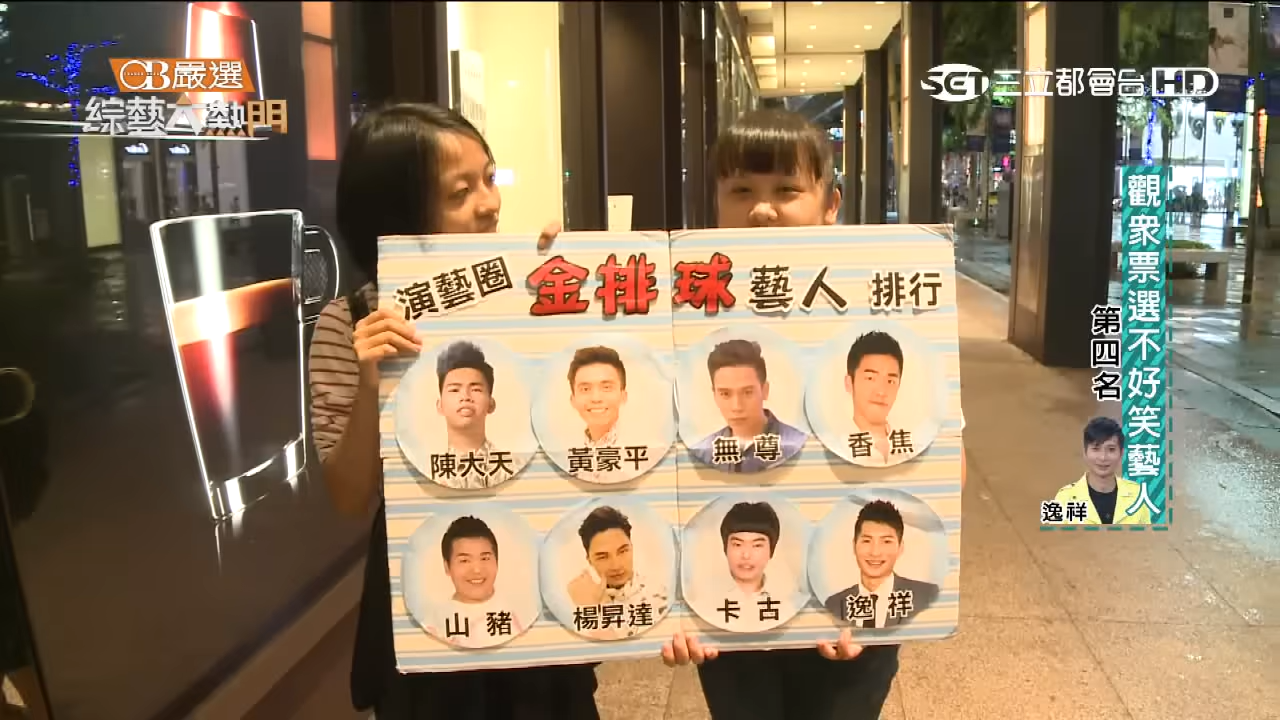 CB嚴選
綜藝大熱門
SET三立都會台HD
觀眾票選不好笑藝人
第四名
逸祥
演藝圈 金排球 藝人 排行
陳大天
黃豪平
無尊
香焦
山豬
楊昇達
卡古
逸祥